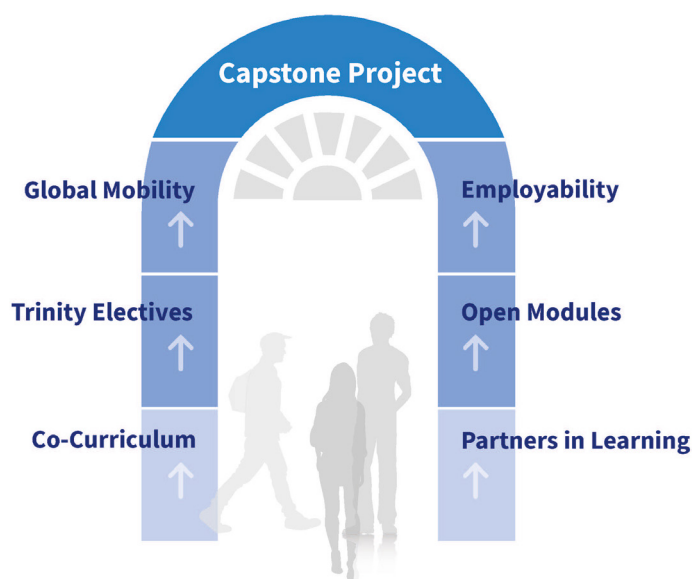 Capstone Project
Global Mobility
Employability
Trinity Electives
Open Modules
Co-Curriculum
Partners in Learning